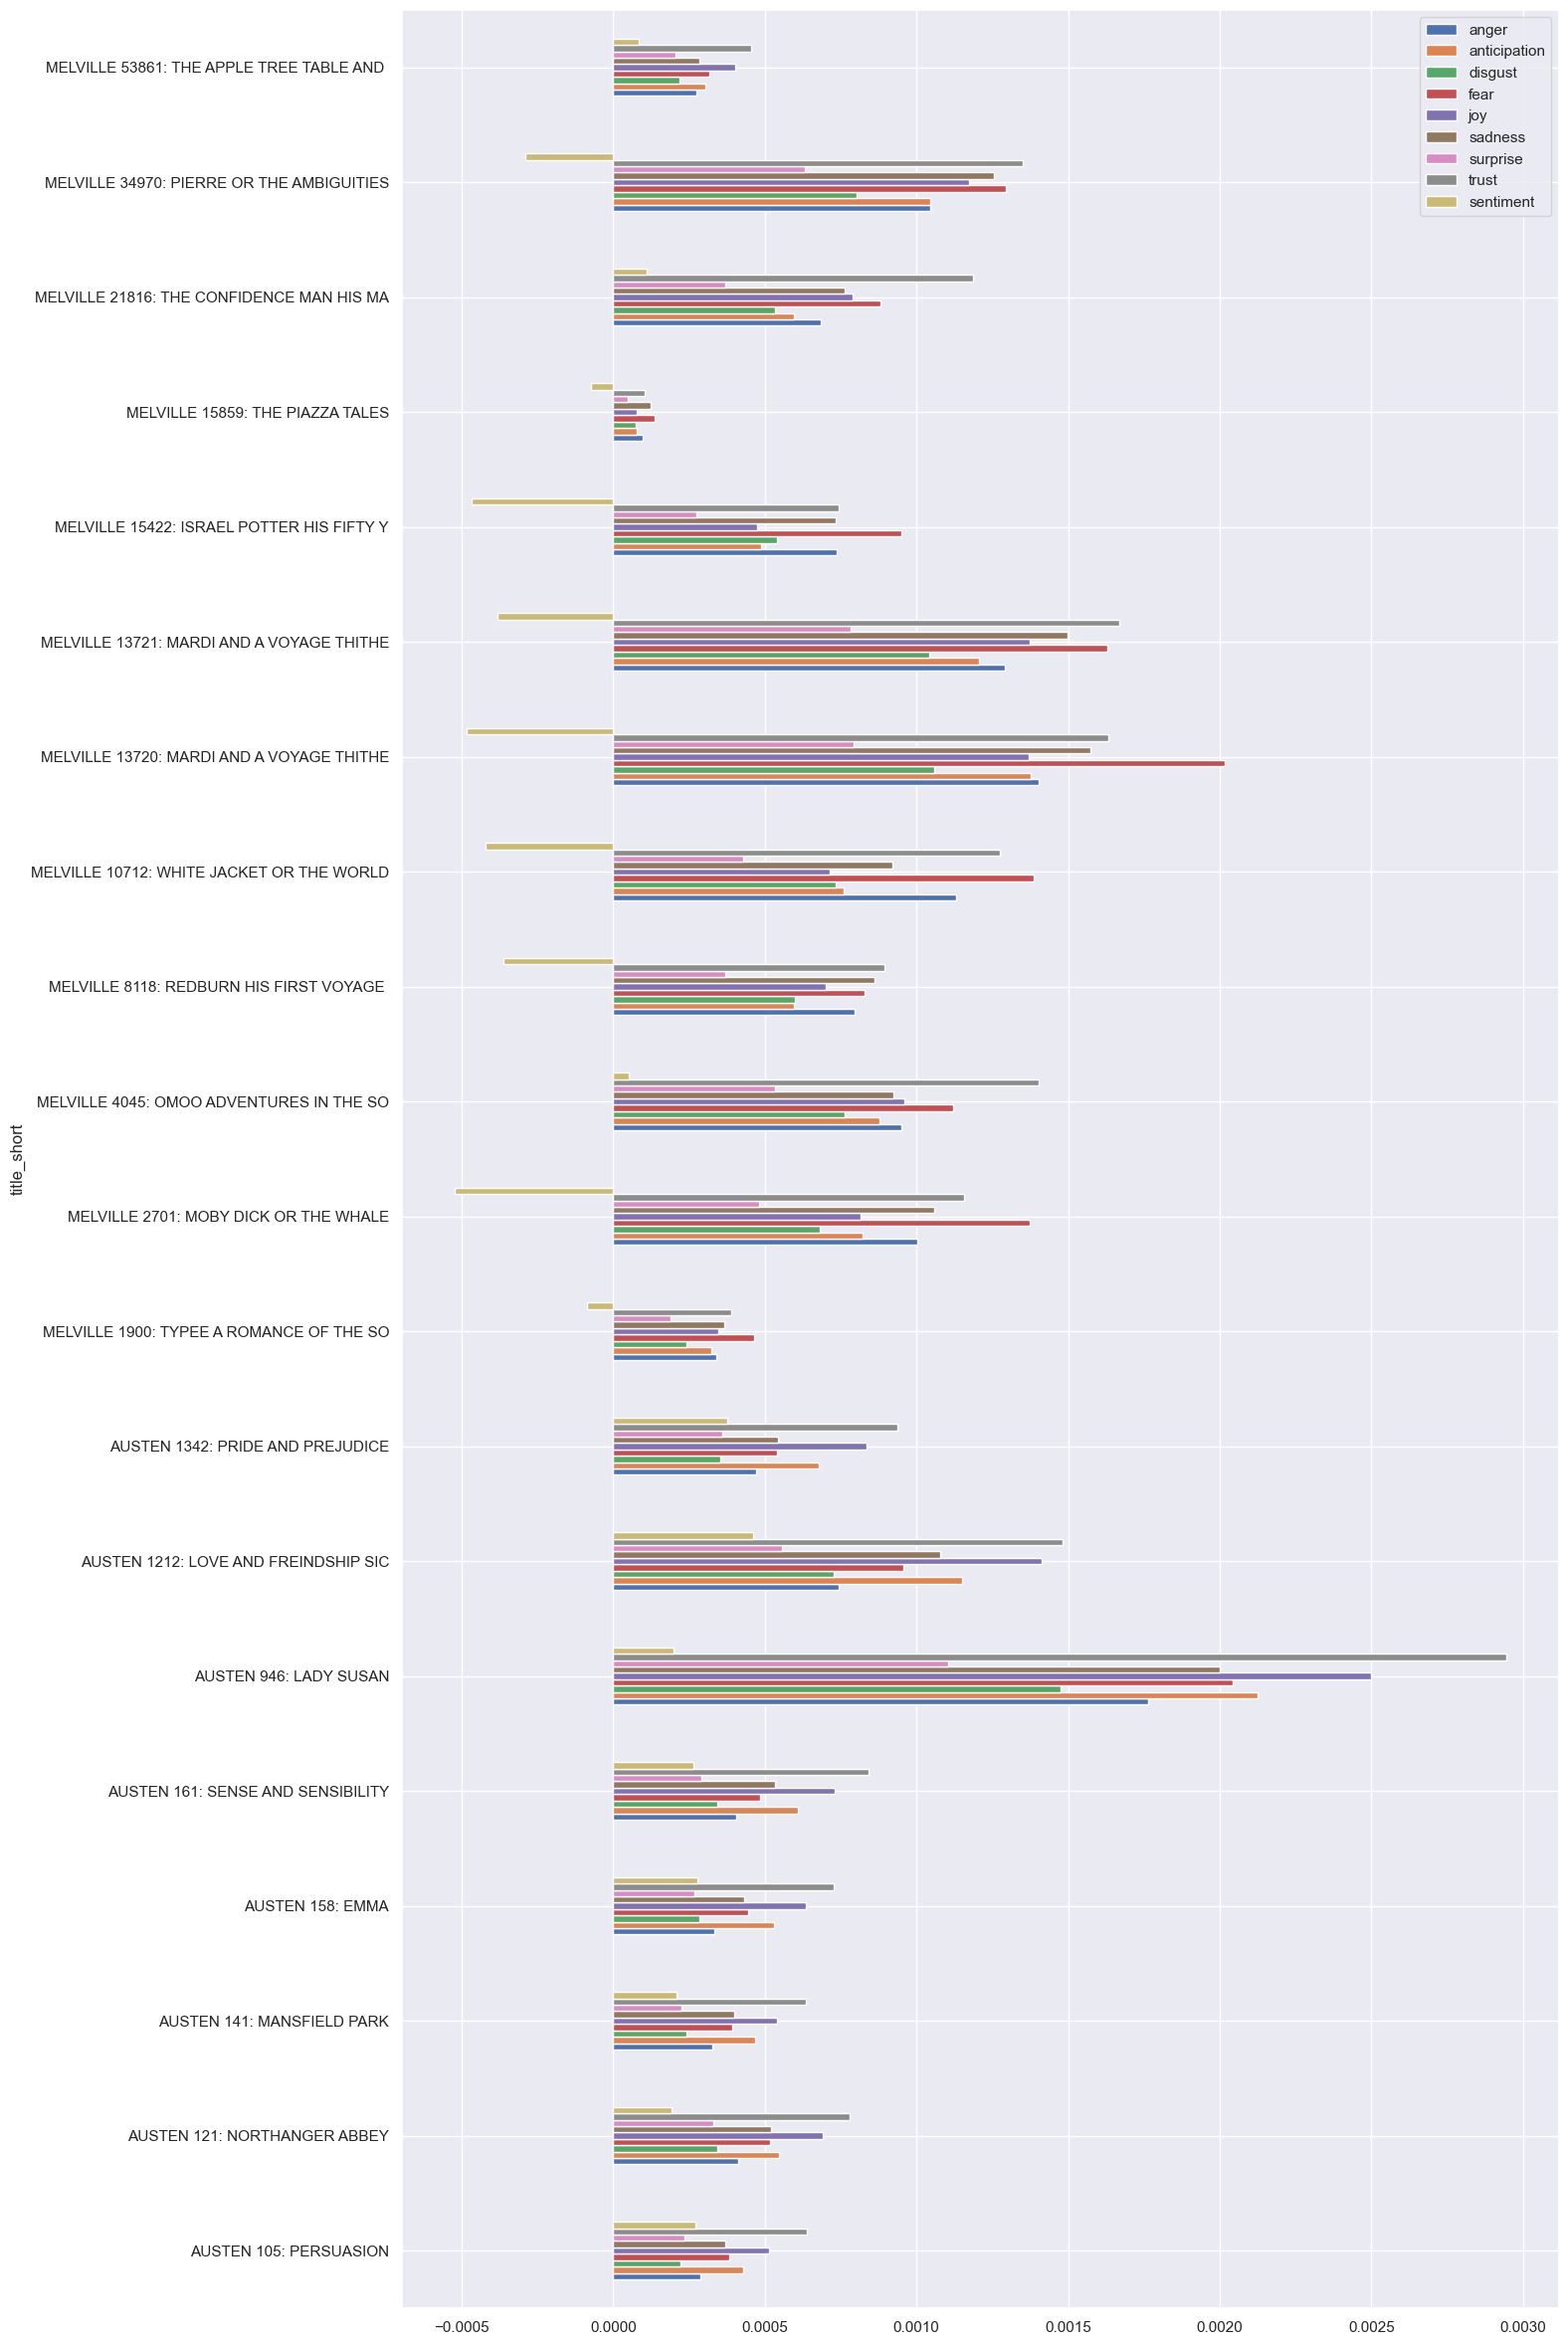 anger
anticipation
disgust
fear
joy
sadness
surprise
trust
sentiment
MELVILLE 53861: THE APPLE TREE TABLE AND
MELVILLE 34970: PIERRE OR THE AMBIGUITIES
MELVILLE 21816: THE CONFIDENCE MAN HIS MA
MELVILLE 15859: THE PIAZZA TALES
MELVILLE 15422: ISRAEL POTTER HIS FIFTY Y
MELVILLE 13721: MARDI AND A VOYAGE THITHE
MELVILLE 13720: MARDI AND A VOYAGE THITHE
MELVILLE 10712: WHITE JACKET OR THE WORLD
MELVILLE 8118: REDBURN HIS FIRST VOYAGE
MELVILLE 4045: OMOO ADVENTURES IN THE SO
MELVILLE 2701: MOBY DICK OR THE WHALE
MELVILLE 1900: TYPEE A ROMANCE OF THE SO
AUSTEN 1342: PRIDE AND PREJUDICE
AUSTEN 1212: LOVE AND FREINDSHIP SIC
AUSTEN 946: LADY SUSAN
AUSTEN 161: SENSE AND SENSIBILITY
AUSTEN 158: EMMA
AUSTEN 141: MANSFIELD PARK
AUSTEN 121: NORTHANGER ABBEY
AUSTEN 105: PERSUASION
title_short
−0.0005 0.0000 0.0005 0.0010 0.0015 0.0020 0.0025 0.0030